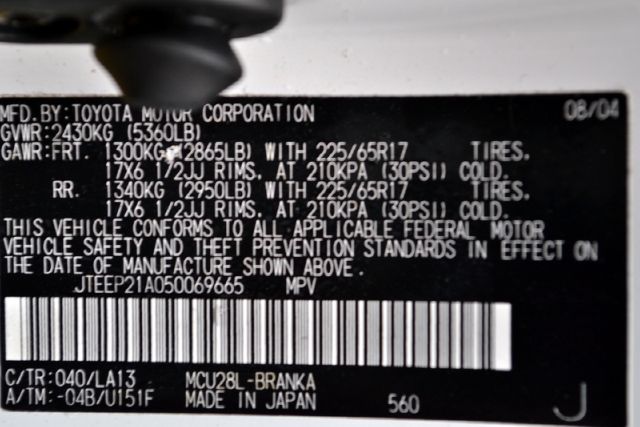 MFD. BY: TOYOTA MOTOR CORPORATION 08/04
GVWR: 2430KG (5360LB)
GAWR: FRT. 1300KG (2865LB) WITH 225/65R17 TIRES,
17X6 1/2JJ RIMS, AT 210KPA (30PSI) COLD.
RR. 1340KG (2950LB) WITH 225/65R17 TIRES,
17X6 1/2JJ RIMS, AT 210KPA (30PSI) COLD.
THIS VEHICLE CONFORMS TO ALL APPLICABLE FEDERAL MOTOR
VEHICLE SAFETY AND THEFT PREVENTION STANDARDS IN EFFECT ON
THE DATE OF MANUFACTURE SHOWN ABOVE.
JTEEP21A050069665 MPV
C/TR: 040/LA13 MCU28L-BRANKA
A/TM: -04B/U151F MADE IN JAPAN 560 J